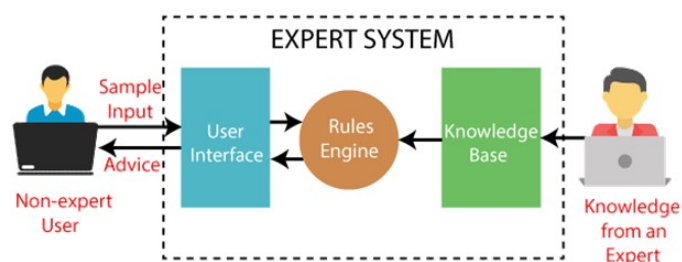 EXPERT SYSTEM
Sample
Input
Advice
Non-expert
User
User
Interface
Rules
Engine
Knowledge
Base
Knowledge
from an
Expert